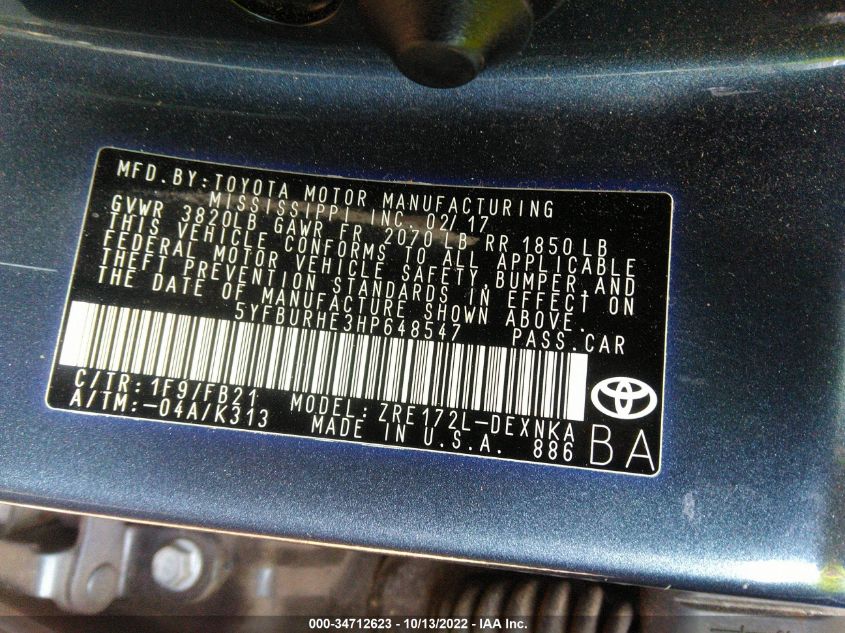 MFD.BY:TOYOTA MOTOR MANUFACTURING
MISSISSIPPI INC. 02/17
GVWR 3820LB GAWR FR 2070 LB RR 1850 LB
THIS VEHICLE CONFORMS TO ALL APPLICABLE
FEDERAL MOTOR VEHICLE SAFETY, BUMPER, AND
THEFT PREVENTION STANDARDS IN EFFECT ON
THE DATE OF MANUFACTURE SHOWN ABOVE.
5YFBURHE3HP648547 PASS.CAR
C/TR:1F9/FB21 MODEL:ZRE172L-DEXNKA
A/TM:-04A/K313 MADE IN U.S.A. 886
BA
000-34712623 - 10/13/2022 - IAA Inc.